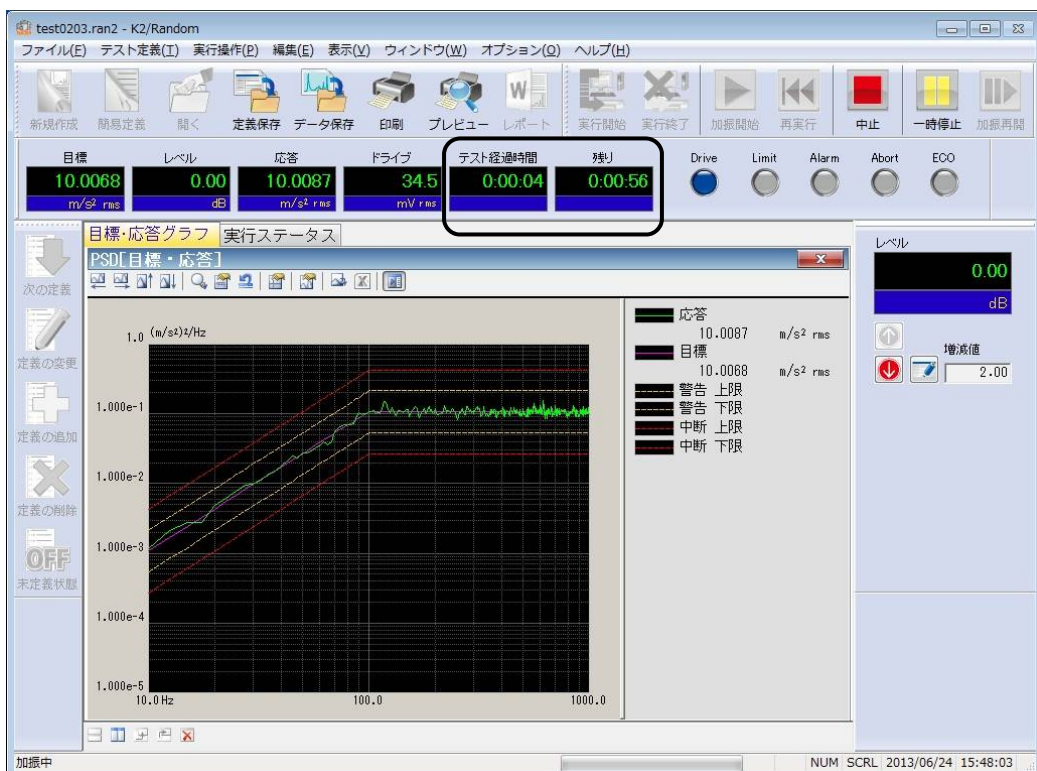 test0203.ran2 - K2/Random
ファイル(F) テスト定義(T) 実行操作(P) 編集(E) 表示(V) ウィンドウ(W) オプション(O) ヘルプ(H)
新規作成 簡易定義 開く 定義保存 データ保存 印刷 プレビュー レポート 実行開始 実行終了 加振開始 再実行 中止 一時停止 加振再開
目標 レベル 応答 ドライブ テスト経過時間 残り Drive Limit Alarm Abort ECO
10.0068 0.00 10.0087 34.5 0:00:04 0:00:56
m/s² rms dB m/s² rms mV rms
目標・応答グラフ 実行ステータス
PSD[目標・応答]
次の定義
定義の変更
定義の追加
定義の削除
OFF
未定義状態
1.0 (m/s2)2/Hz
1.000e-1
1.000e-2
1.000e-3
1.000e-4
1.000e-5
10.0Hz 100.0 1000.0
応答
10.0087 m/s² rms
目標
10.0068 m/s² rms
警告 上限
警告 下限
中断 上限
中断 下限
レベル
0.00
dB
増減値
2.00
加振中 NUM SCRL 2013/06/24 15:48:03